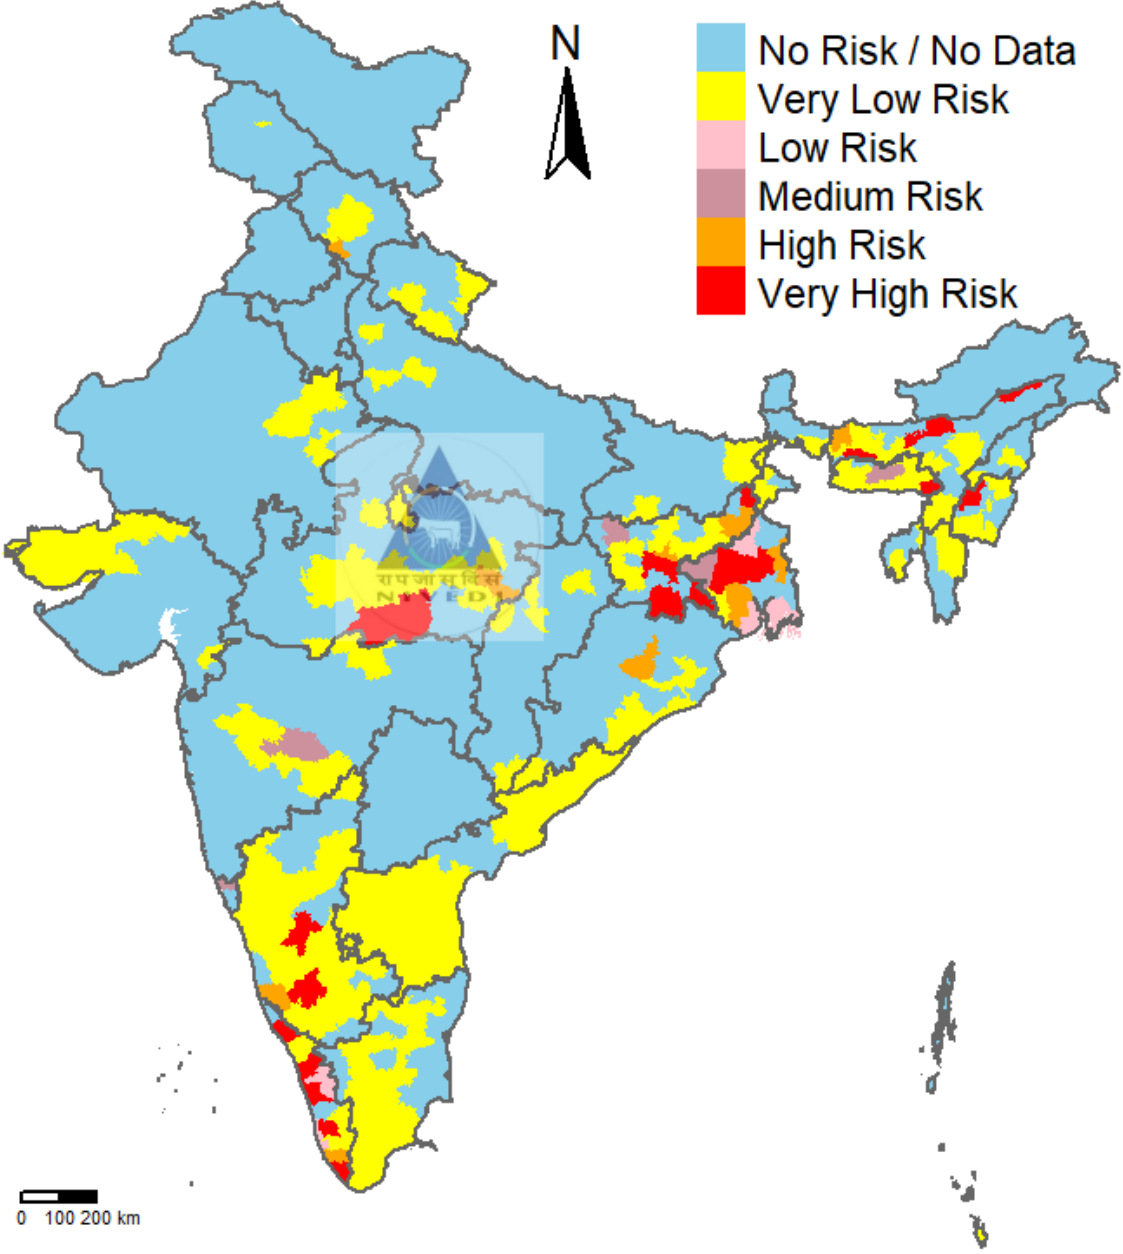 N
No Risk / No Data
Very Low Risk
Low Risk
Medium Risk
High Risk
Very High Risk
रा प जा सू वि सं
N I V E D I
0 100 200 km